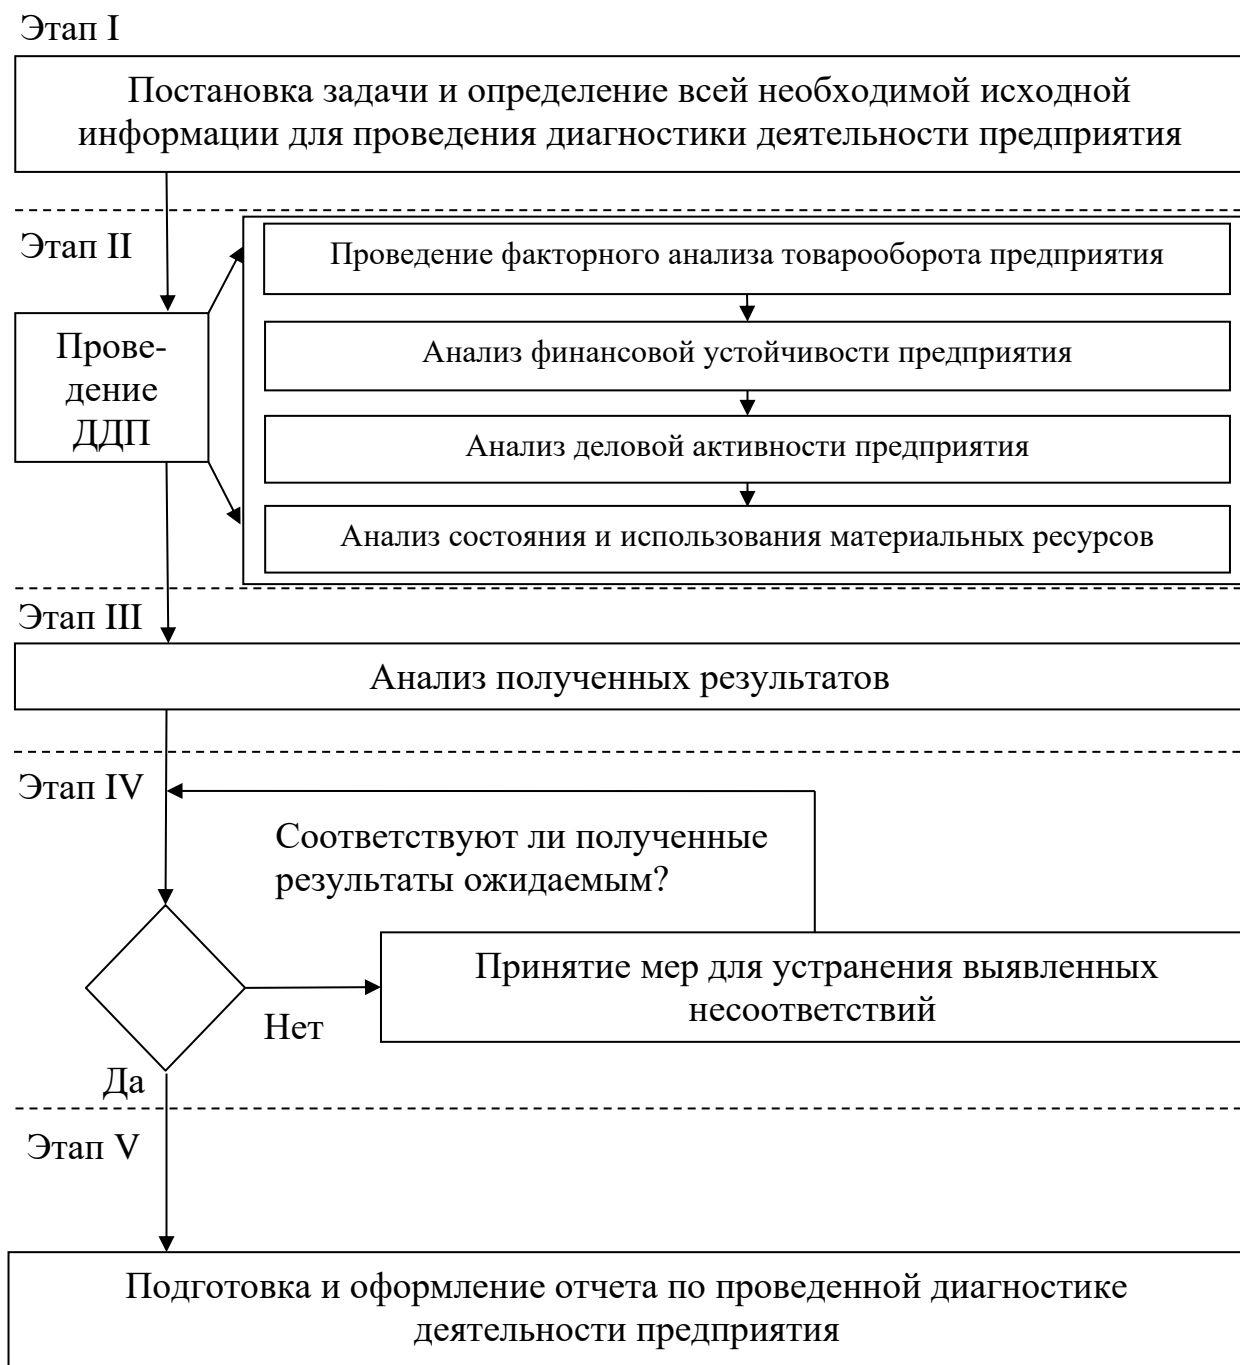 Этап I
Постановка задачи и определение всей необходимой исходной
информации для проведения диагностики деятельности предприятия
Этап II
Прове-
дение
ДДП
Проведение факторного анализа товарооборота предприятия
Анализ финансовой устойчивости предприятия
Анализ деловой активности предприятия
Анализ состояния и использования материальных ресурсов
Этап III
Анализ полученных результатов
Этап IV
Соответствуют ли полученные
результаты ожидаемым?
Принятие мер для устранения выявленных
несоответствий
Нет
Да
Этап V
Подготовка и оформление отчета по проведенной диагностике
деятельности предприятия